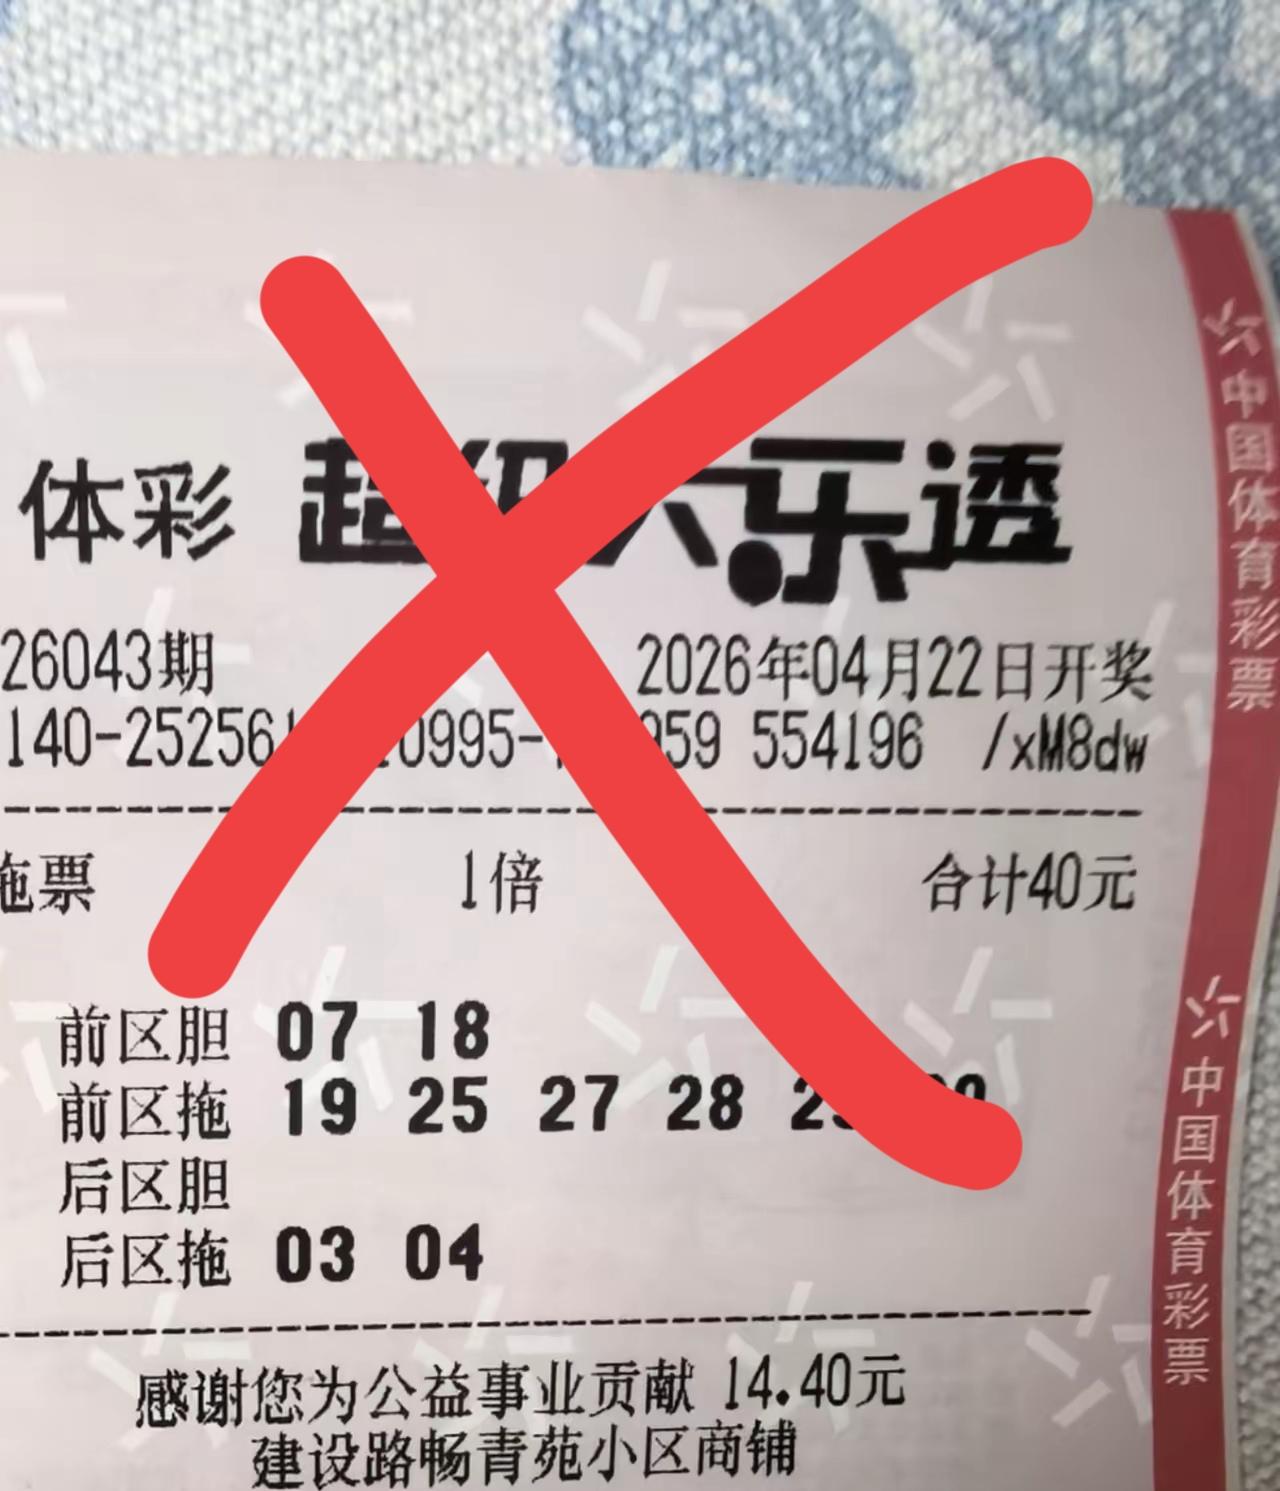 体彩 超级大乐透
26043期 2026年04月22日开奖
140-25256 0995- 959 554196 /xM8dw
拖票 1倍 合计40元
前区胆 07 18
前区拖 19 25 27 28
后区胆
后区拖 03 04
感谢您为公益事业贡献 14.40元
建设路畅青苑小区商铺
中国体育彩票
中国体育彩票